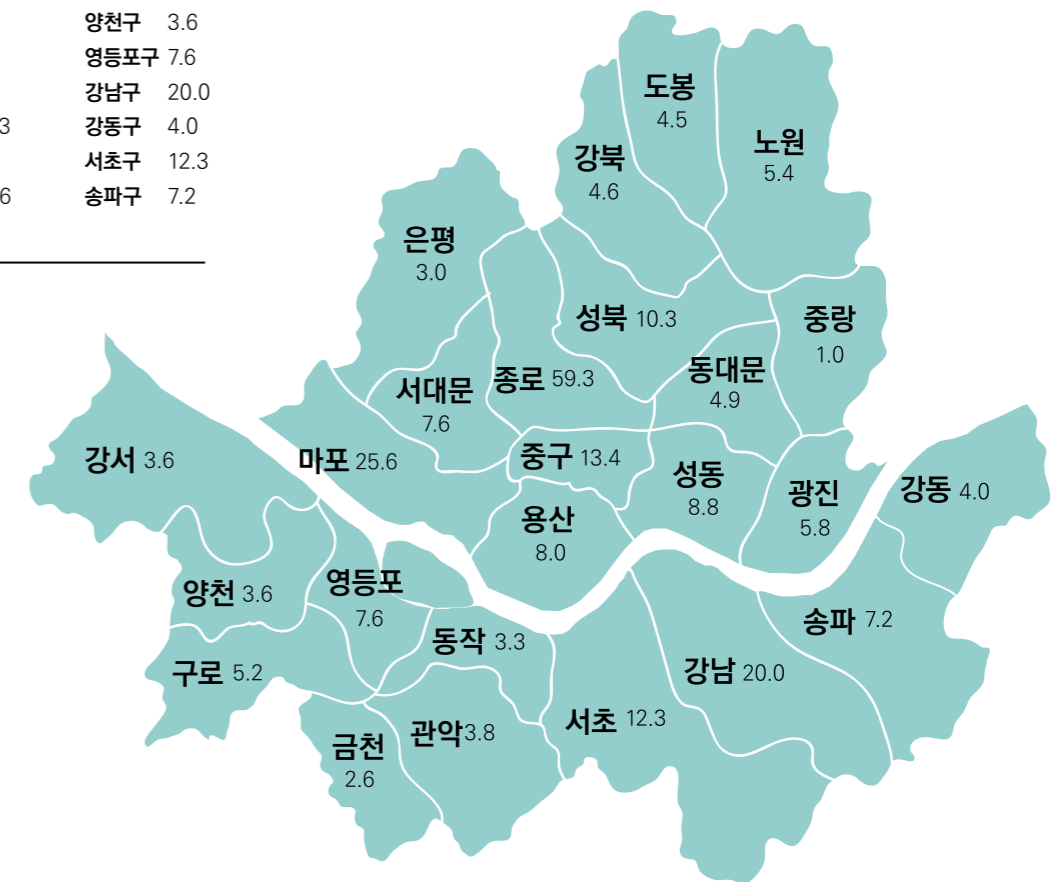 양천구 3.6
영등포구 7.6
강남구 20.0
3 강동구 4.0
서초구 12.3
6 송파구 7.2
도봉
4.5
노원
5.4
강북
4.6
은평
3.0
성북 10.3
중랑
1.0
동대문
4.9
종로 59.3
서대문
7.6
강서 3.6
마포 25.6
중구 13.4
성동
8.8
광진
5.8
강동 4.0
용산
8.0
양천 3.6
영등포
7.6
송파 7.2
동작 3.3
구로 5.2
강남 20.0
서초 12.3
관악3.8
금천
2.6